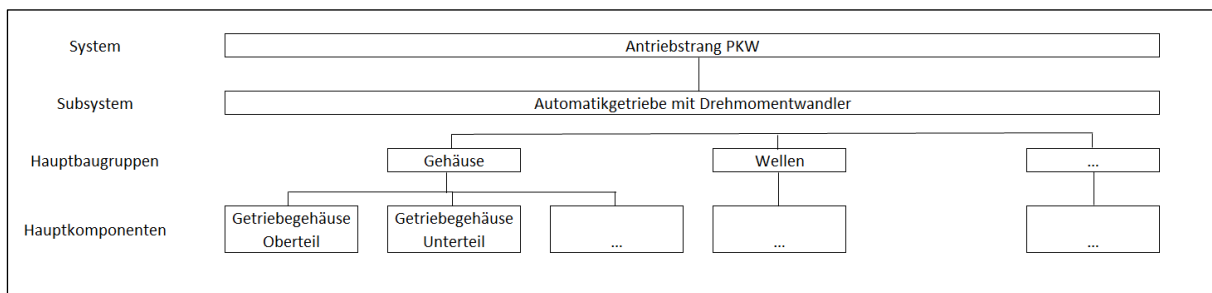 System
Antriebstrang PKW
Subsystem
Automatikgetriebe mit Drehmomentwandler
Hauptbaugruppen
Gehäuse
Wellen
...
Hauptkomponenten
Getriebegehäuse
Oberteil
Getriebegehäuse
Unterteil
...
...
...